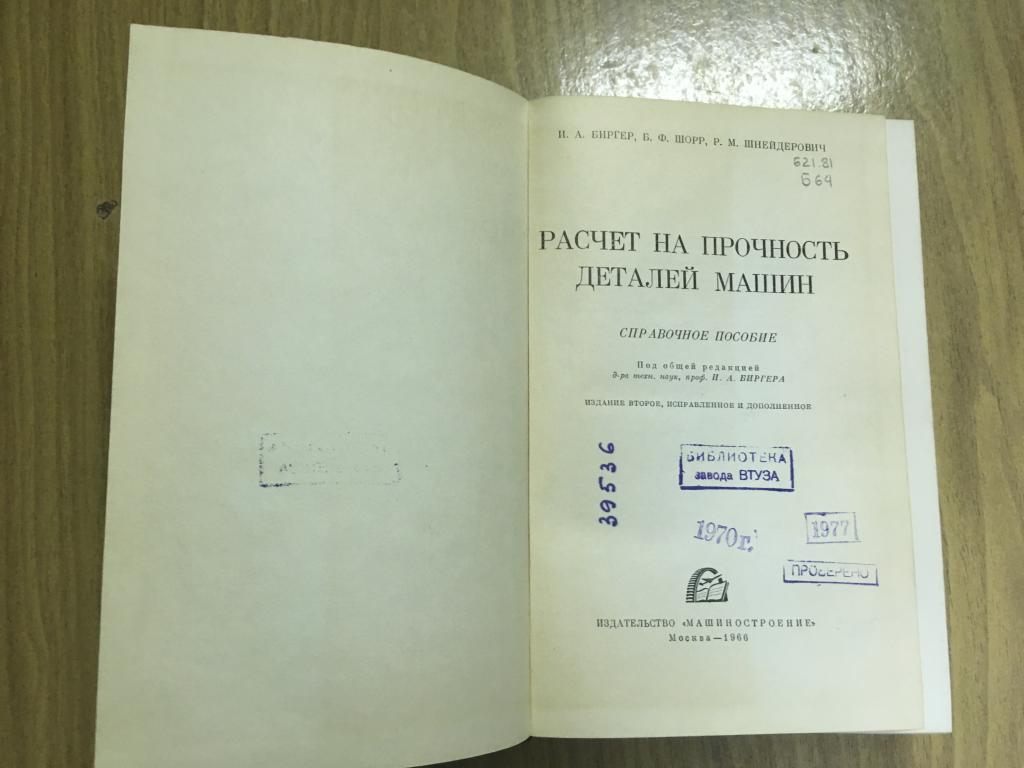 И. А. БИРГЕР, Б. Ф. ШОРР, Р. М. ШНЕЙДЕРОВИЧ
621.81
Б 64
РАСЧЕТ НА ПРОЧНОСТЬ
ДЕТАЛЕЙ МАШИН
СПРАВОЧНОЕ ПОСОБИЕ
Под общей редакцией
д-ра техн. наук, проф. И. А. БИРГЕРА
ИЗДАНИЕ ВТОРОЕ, ИСПРАВЛЕННОЕ И ДОПОЛНЕННОЕ
39536
БИБЛИОТЕКА
завода ВТУЗА
1970г.
1977
ПРОВЕРЕНО
ИЗДАТЕЛЬСТВО «МАШИНОСТРОЕНИЕ»
Москва—1966